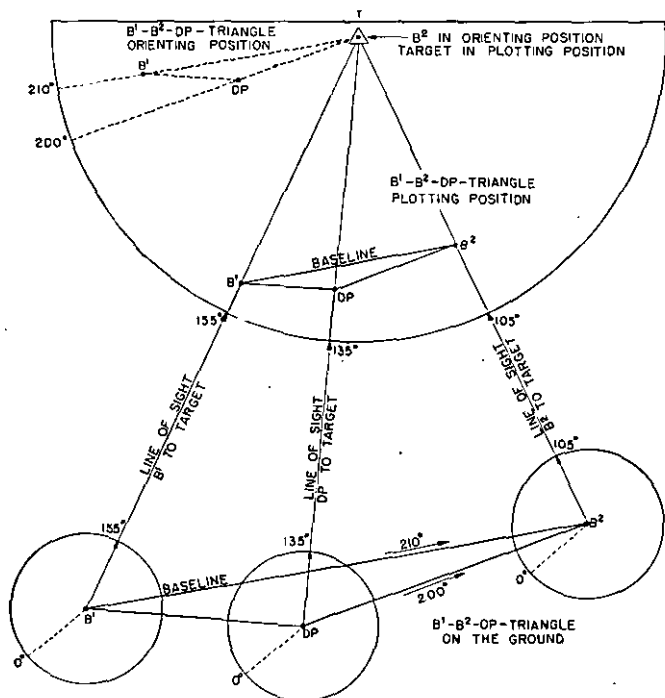 T
B¹-B²-DP-TRIANGLE
ORIENTING POSITION
B² IN ORIENTING POSITION
TARGET IN PLOTTING POSITION
B¹
DP
210°
200°
B¹-B²-DP-TRIANGLE
PLOTTING POSITION
B²
BASELINE
B¹
DP
155°
105°
135°
LINE OF SIGHT
B¹ TO TARGET
LINE OF SIGHT
DP TO TARGET
LINE OF SIGHT
B² TO TARGET
105°
155°
135°
210°
B²
BASELINE
200°
0°
B¹
DP
B¹-B²-DP-TRIANGLE
ON THE GROUND
0°
0°